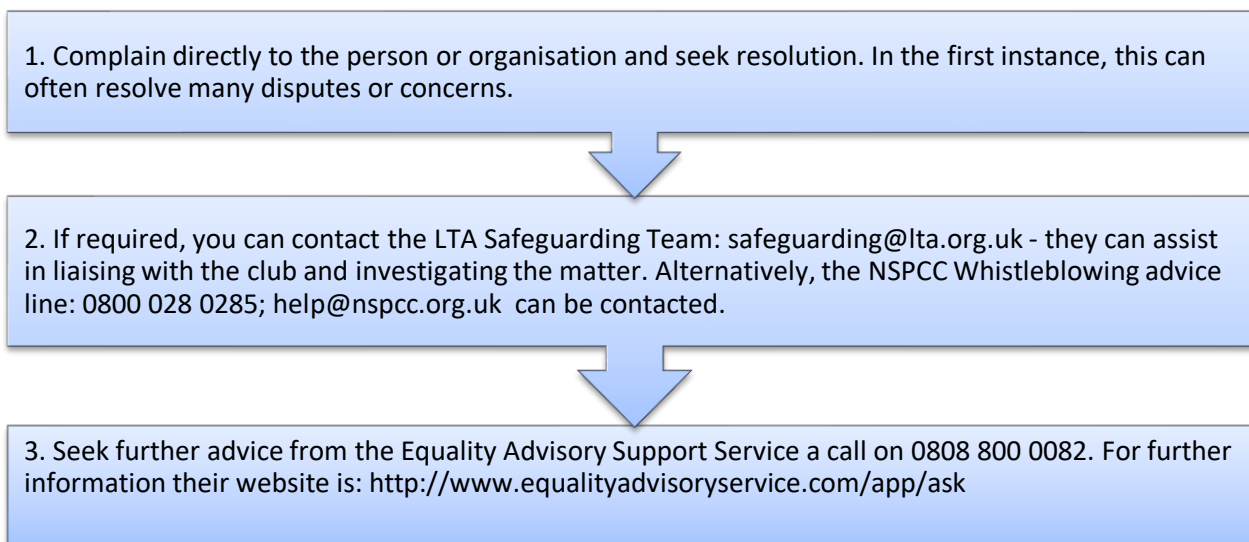 1. Complain directly to the person or organisation and seek resolution. In the first instance, this can
often resolve many disputes or concerns.
2. If required, you can contact the LTA Safeguarding Team: safeguarding@lta.org.uk - they can assist
in liaising with the club and investigating the matter. Alternatively, the NSPCC Whistleblowing advice
line: 0800 028 0285; help@nspcc.org.uk  can be contacted.
3. Seek further advice from the Equality Advisory Support Service a call on 0808 800 0082. For further
information their website is: http://www.equalityadvisoryservice.com/app/ask